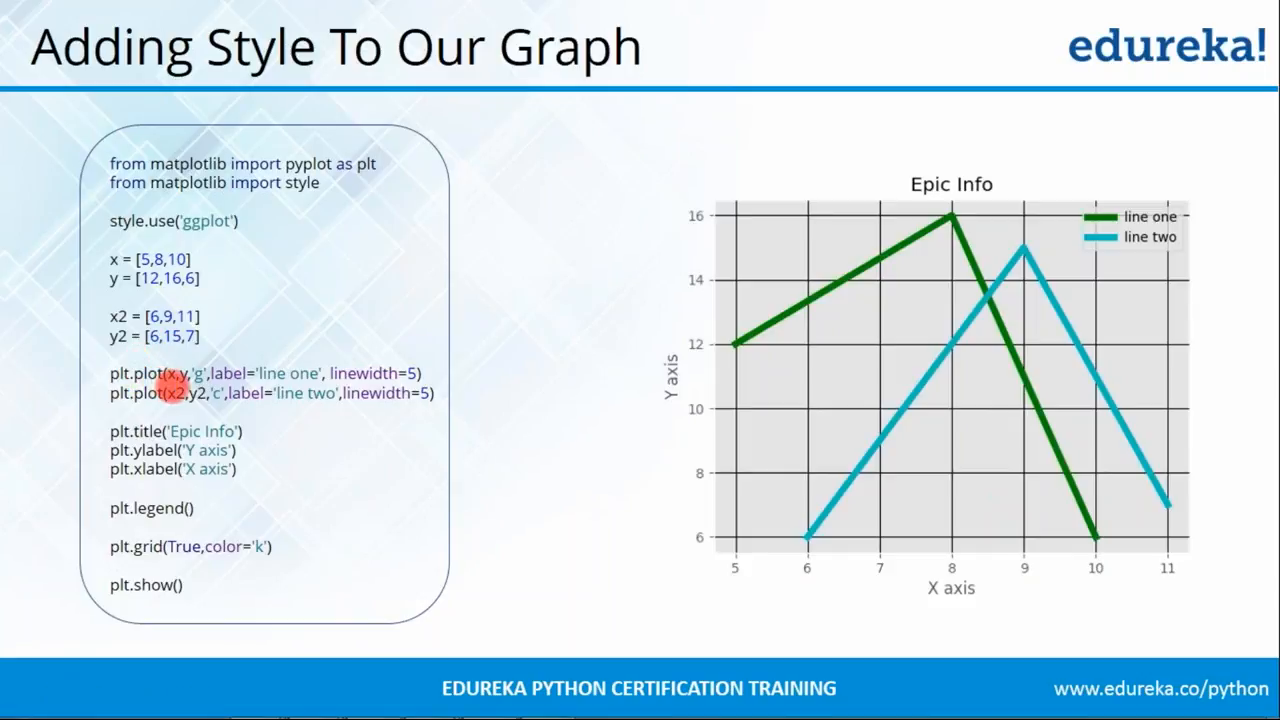 Adding Style To Our Graph
edureka!
from matplotlib import pyplot as plt
from matplotlib import style
style.use('ggplot')
x = [5,8,10]
y = [12,16,6]
x2 = [6,9,11]
y2 = [6,15,7]
plt.plot(x,y,'g',label='line one', linewidth=5)
plt.plot(x2,y2,'c',label='line two',linewidth=5)
plt.title('Epic Info')
plt.ylabel('Y axis')
plt.xlabel('X axis')
plt.legend()
plt.grid(True,color='k')
plt.show()
Epic Info
line one
line two
16
14
12
10
8
6
Y axis
5 6 7 8 9 10 11
X axis
EDUREKA PYTHON CERTIFICATION TRAINING
www.edureka.co/python